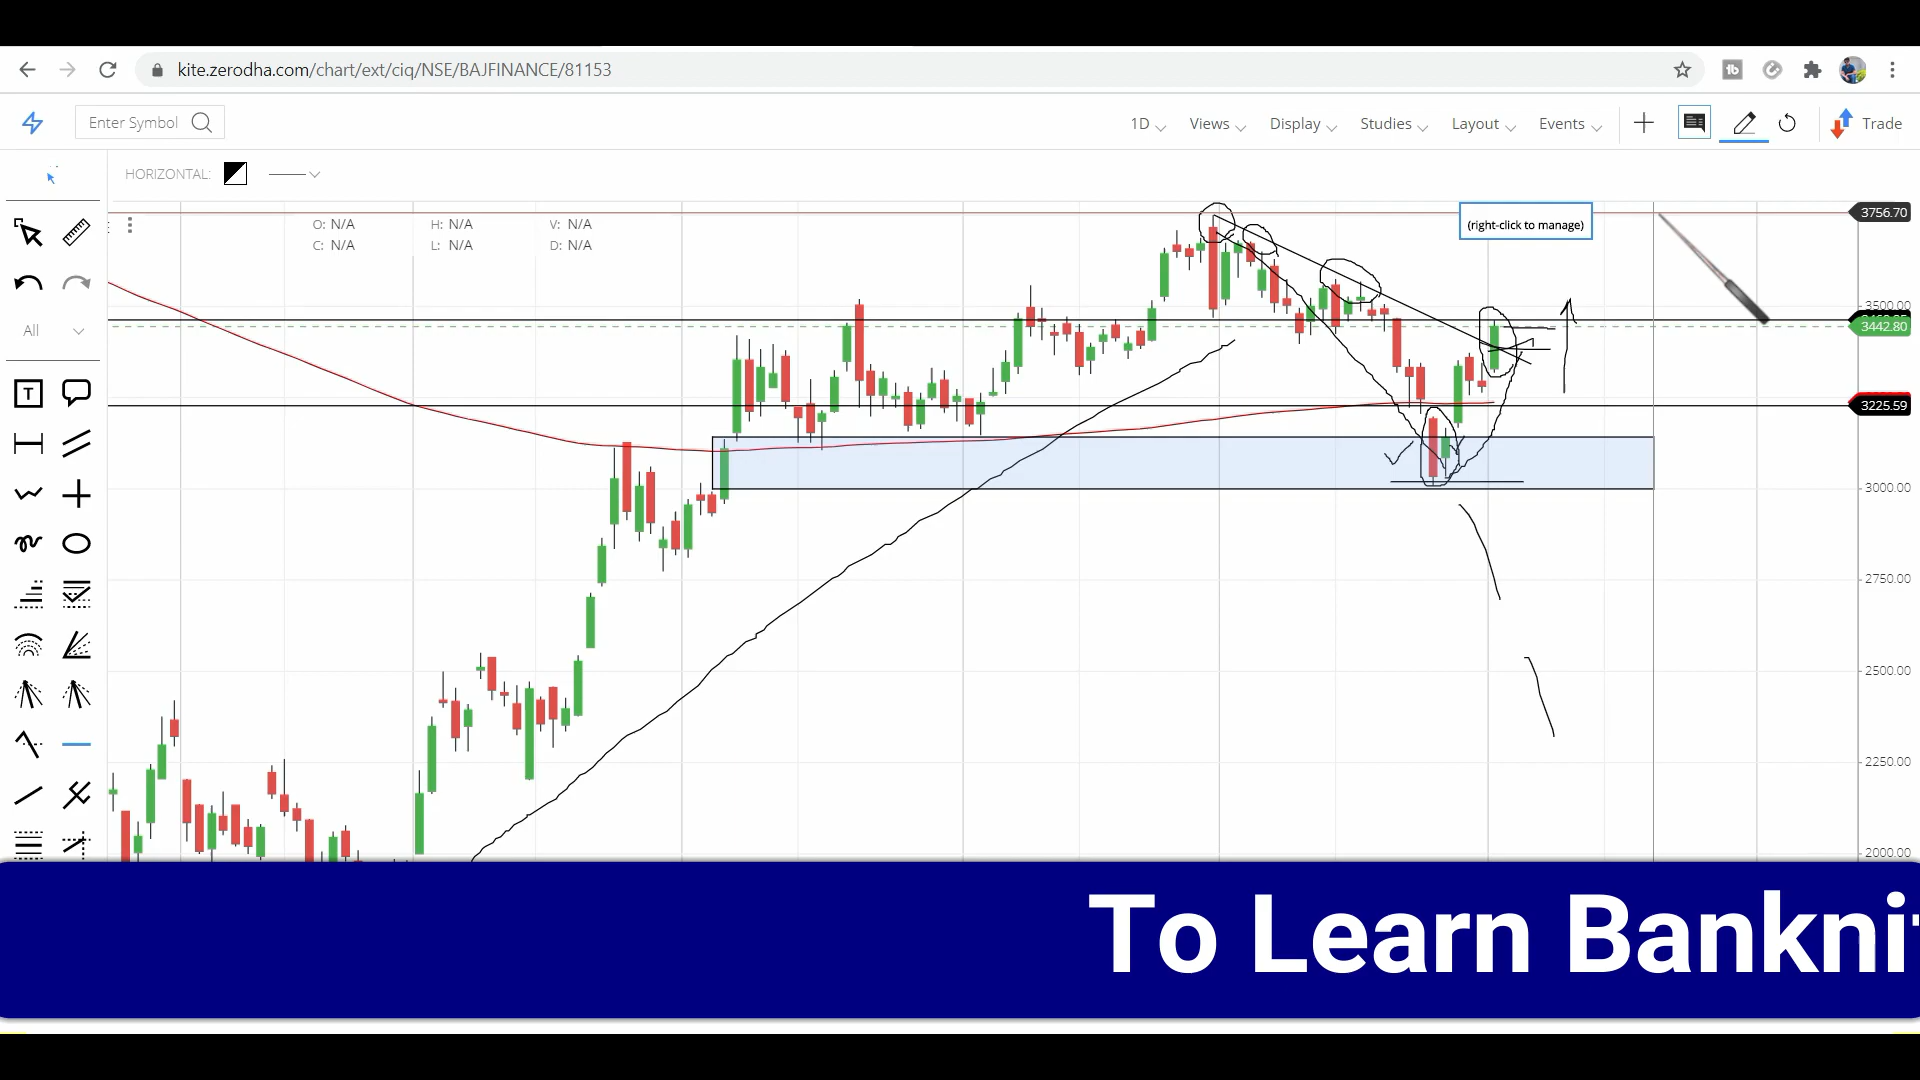 kite.zerodha.com/chart/ext/ciq/NSE/BAJFINANCE/81153
Enter Symbol
1D
Views
Display
Studies
Layout
Events
Trade
HORIZONTAL:
O: N/A H: N/A V: N/A
C: N/A L: N/A D: N/A
(right-click to manage)
All
T
3756.70
3500.00
3442.80
3225.59
3000.00
2750.00
2500.00
2250.00
2000.00
To Learn Bankni